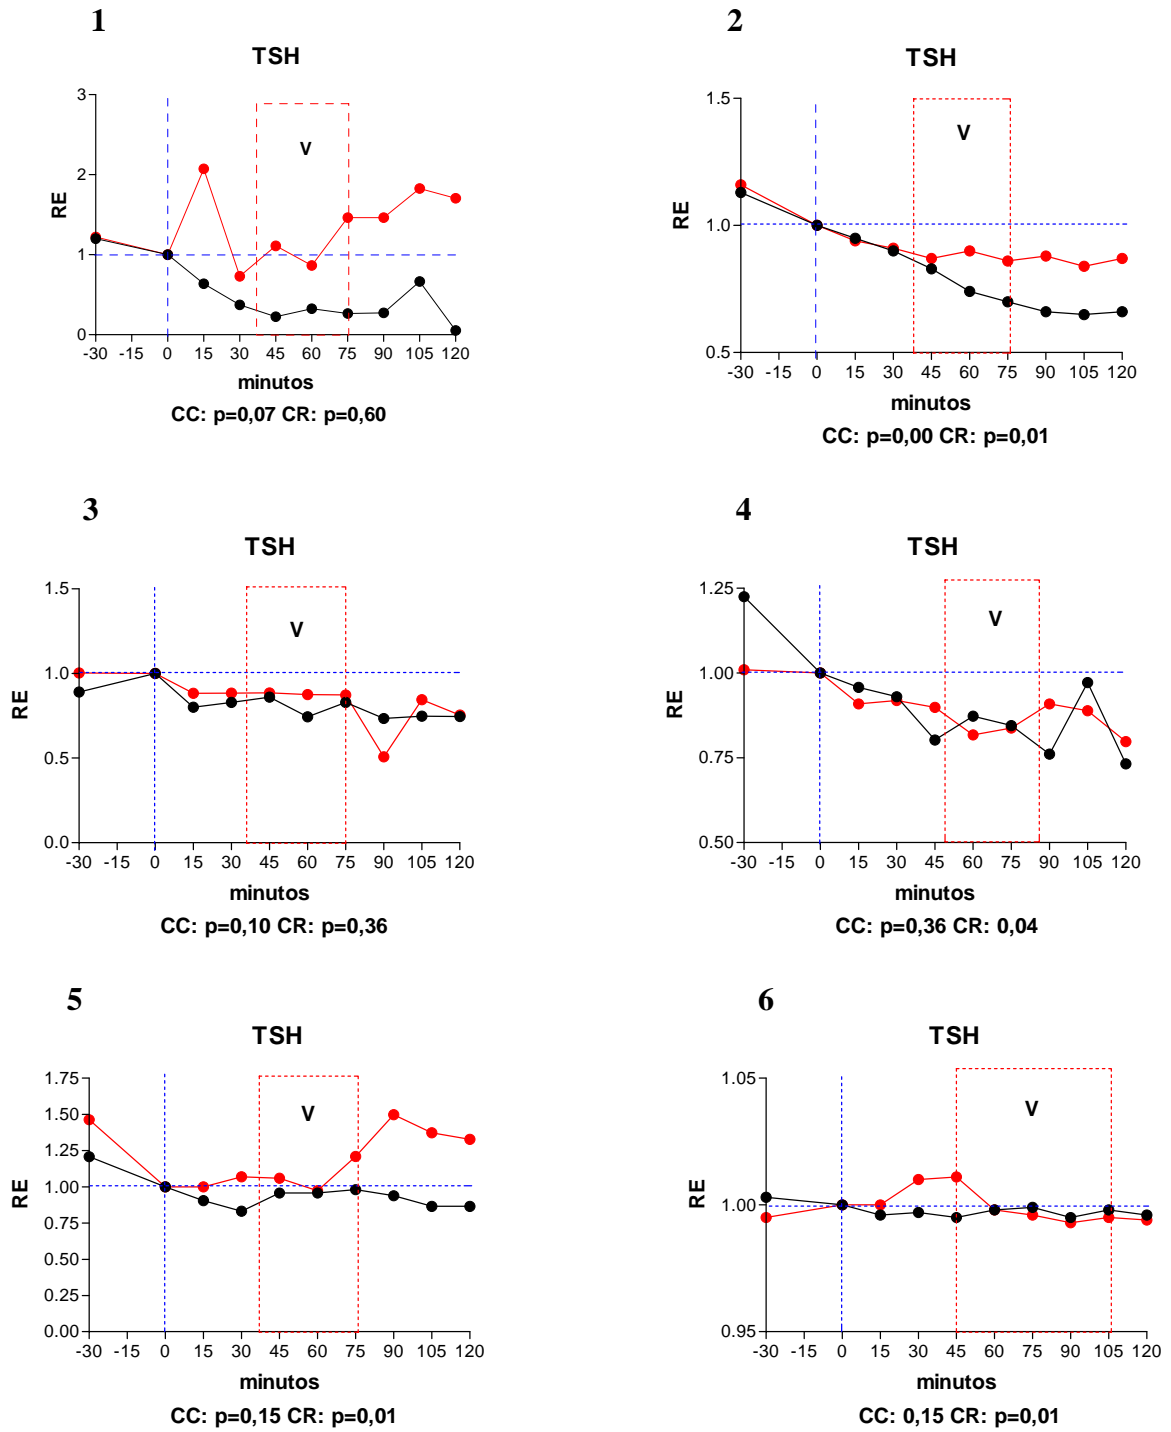 1
TSH
3
2
1
0
RE
V
-30 -15 0 15 30 45 60 75 90 105 120
minutos
CC: p=0,07 CR: p=0,60
2
TSH
1.5
1.0
0.5
RE
V
-30 -15 0 15 30 45 60 75 90 105 120
minutos
CC: p=0,00 CR: p=0,01
3
TSH
1.5
1.0
0.5
0.0
RE
V
-30 -15 0 15 30 45 60 75 90 105 120
minutos
CC: p=0,10 CR: p=0,36
4
TSH
1.25
1.00
0.75
0.50
RE
V
-30 -15 0 15 30 45 60 75 90 105 120
minutos
CC: p=0,36 CR: 0,04
5
TSH
1.75
1.50
1.25
1.00
0.75
0.50
0.25
0.00
RE
V
-30 -15 0 15 30 45 60 75 90 105 120
minutos
CC: p=0,15 CR: p=0,01
6
TSH
1.05
1.00
0.95
RE
V
-30 -15 0 15 30 45 60 75 90 105 120
minutos
CC: 0,15 CR: p=0,01